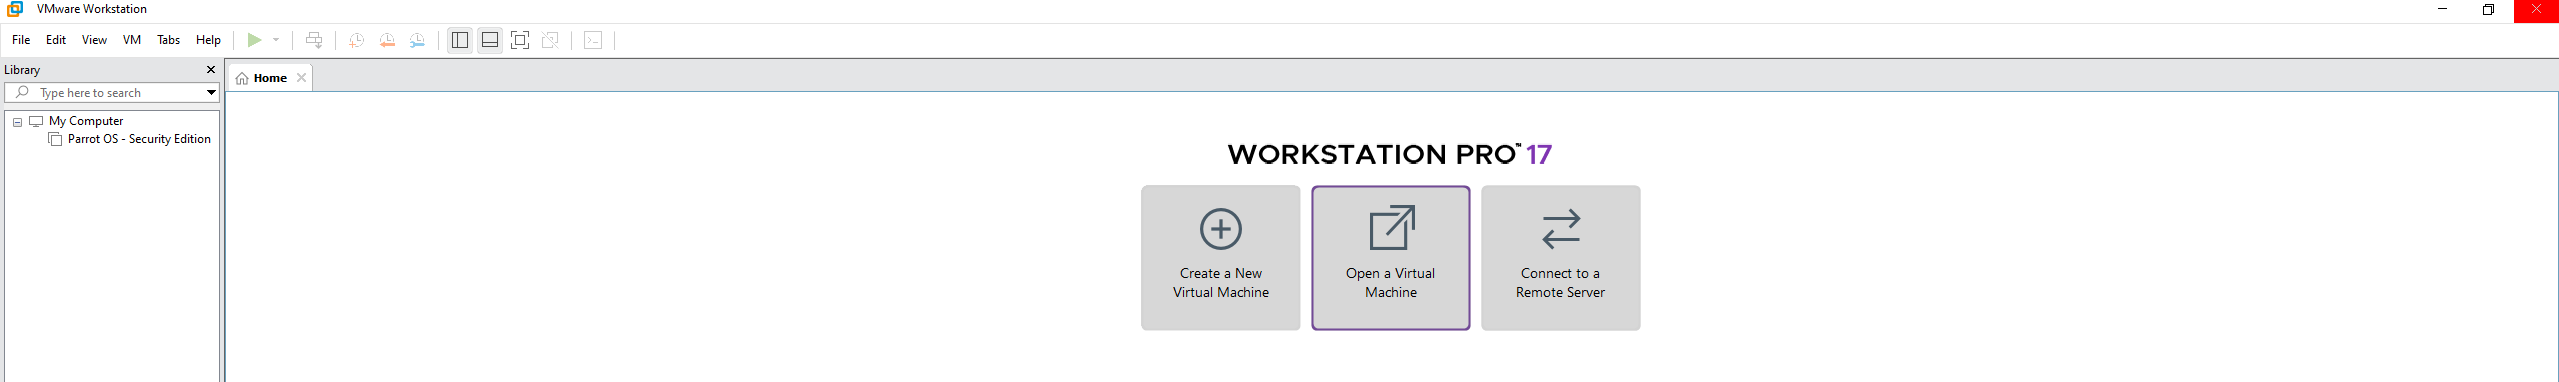 VMware Workstation
File Edit View VM Tabs Help
Library
Home
Type here to search
My Computer
Parrot OS - Security Edition
WORKSTATION PRO™ 17
Create a New
Virtual Machine
Open a Virtual
Machine
Connect to a
Remote Server